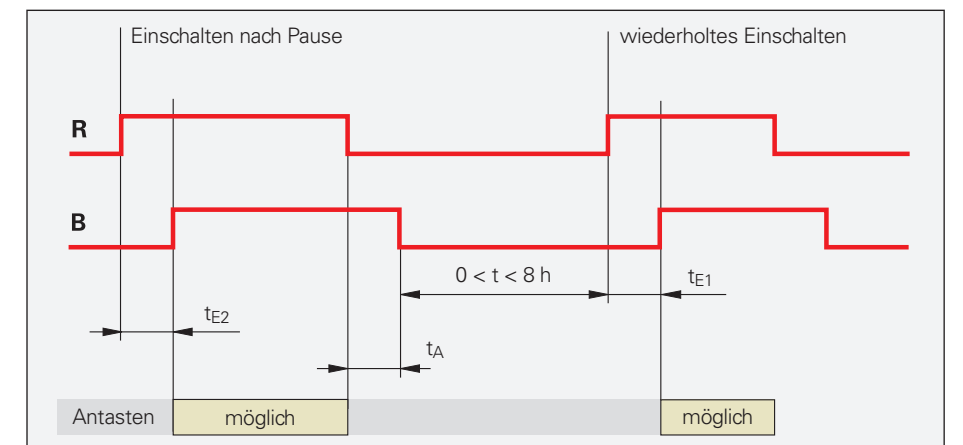 Einschalten nach Pause
wiederholtes Einschalten
R
B
0 < t < 8 h
tE1
tE2
tA
Antasten
möglich
möglich